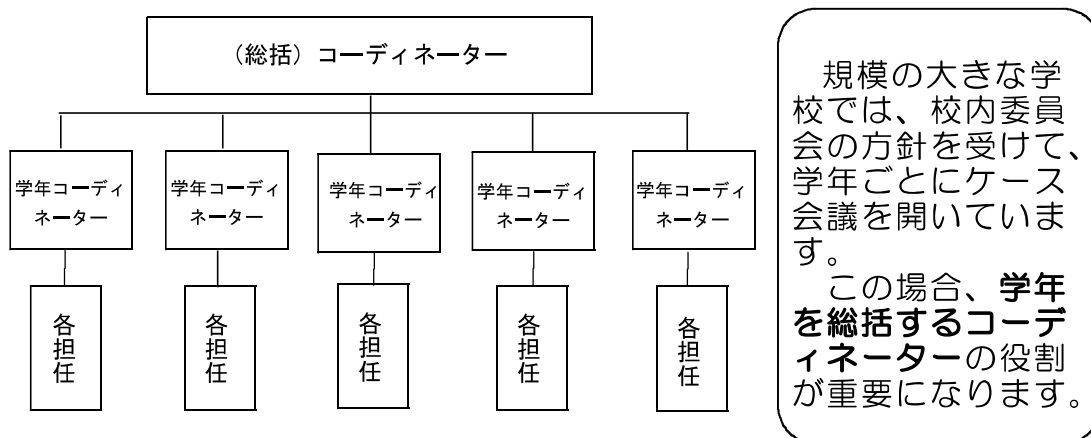 （総括）コーディネーター
学年コーディ
ネーター
学年コーディ
ネーター
学年コーディ
ネーター
学年コーディ
ネーター
学年コーディ
ネーター
各担任
各担任
各担任
各担任
各担任
規模の大きな学
校では、校内委員
会の方針を受けて、
学年ごとにケース
会議を開いていま
す。
この場合、学年
を総括するコーデ
ィネーターの役割
が重要になります。